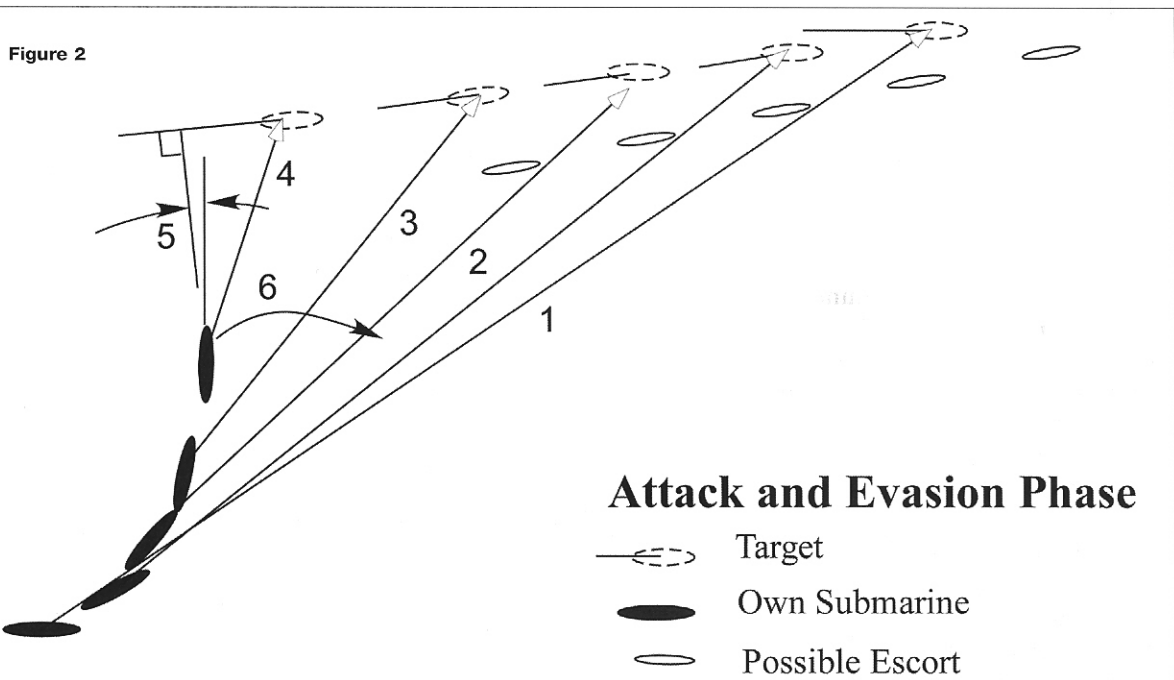 Figure 2
4
3
5
2
6
1
Attack and Evasion Phase
Target
Own Submarine
Possible Escort